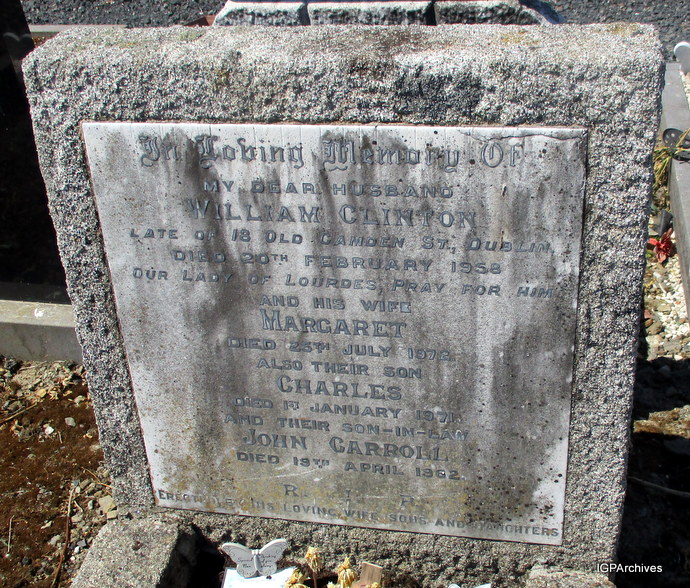 In Loving Memory Of
MY DEAR HUSBAND
WILLIAM CLINTON
LATE OF 18 OLD CAMDEN ST. DUBLIN
DIED 20TH FEBRUARY 1958
OUR LADY OF LOURDES, PRAY FOR HIM
AND HIS WIFE
MARGARET
DIED 25TH JULY 1972
ALSO THEIR SON
CHARLES
DIED 1ST JANUARY 1971
AND THEIR SON-IN-LAW
JOHN CARROLL
DIED 19TH APRIL 1982
R. I. P.
ERECTED BY HIS LOVING WIFE SONS AND DAUGHTERS
IGPArchives